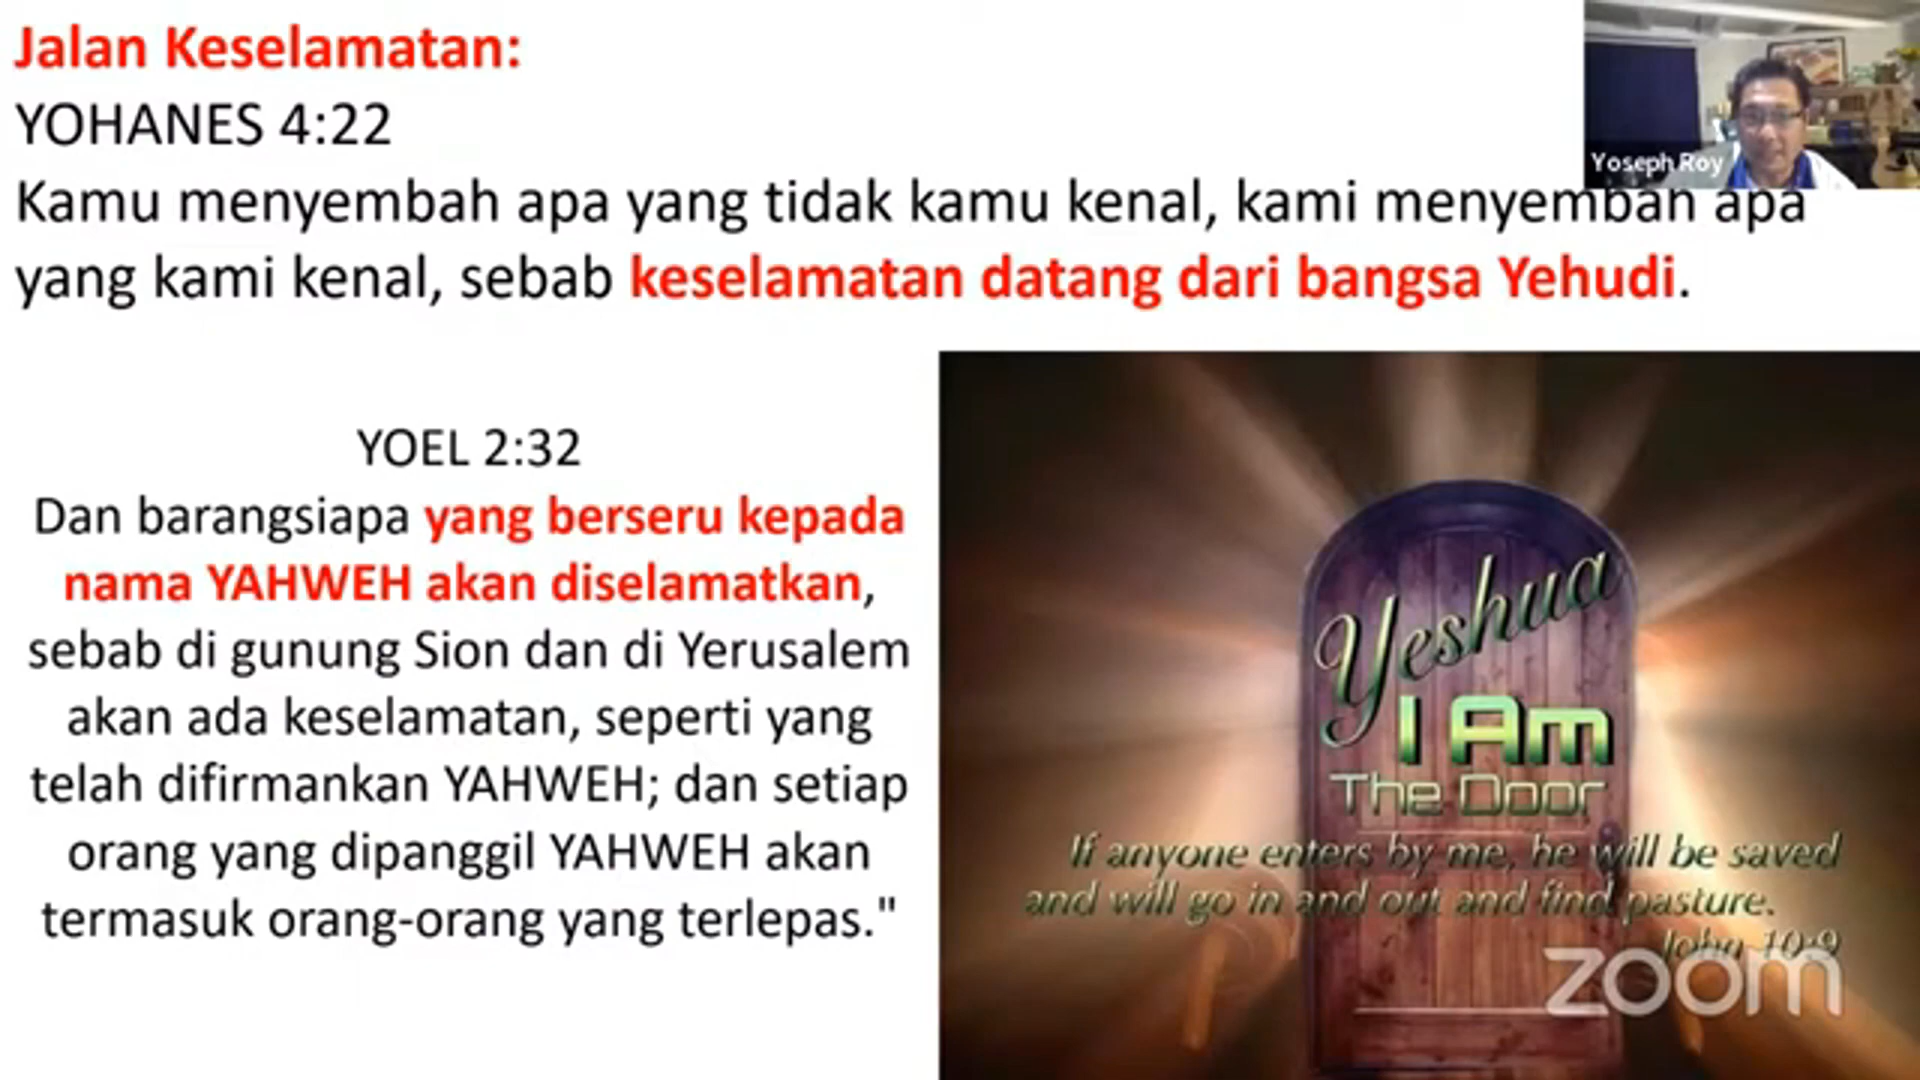 Jalan Keselamatan:
YOHANES 4:22
Kamu menyembah apa yang tidak kamu kenal, kami menyembah apa
yang kami kenal, sebab keselamatan datang dari bangsa Yehudi.
Yoseph Roy
YOEL 2:32
Dan barangsiapa yang berseru kepada
nama YAHWEH akan diselamatkan,
sebab di gunung Sion dan di Yerusalem
akan ada keselamatan, seperti yang
telah difirmankan YAHWEH; dan setiap
orang yang dipanggil YAHWEH akan
termasuk orang-orang yang terlepas."
Yeshua
I Am
The Door
If anyone enters by me, he will be saved
and will go in and out and find pasture.
John 10:9
zoom